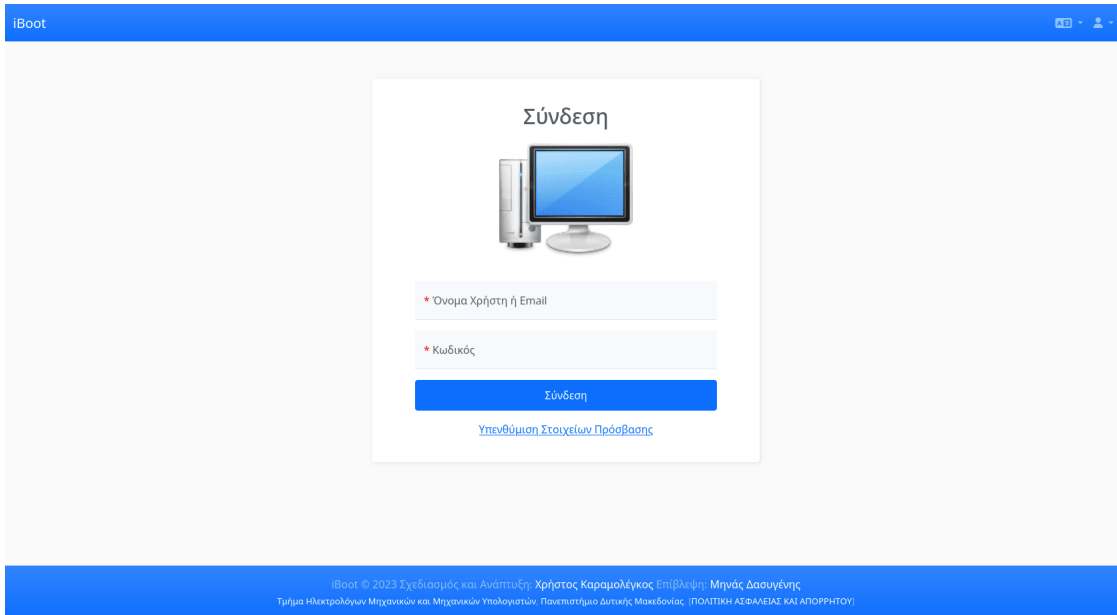 iBoot
Σύνδεση
* Όνομα Χρήστη ή Email
* Κωδικός
Σύνδεση
Υπενθύμιση Στοιχείων Πρόσβασης
iBoot © 2023 Σχεδιασμός και Ανάπτυξη: Χρήστος Καραμολέγκος Επίβλεψη: Μηνάς Δασυγένης
Τμήμα Ηλεκτρολόγων Μηχανικών και Μηχανικών Υπολογιστών, Πανεπιστήμιο Δυτικής Μακεδονίας. [ΠΟΛΙΤΙΚΗ ΑΣΦΑΛΕΙΑΣ ΚΑΙ ΑΠΟΡΡΗΤΟΥ]